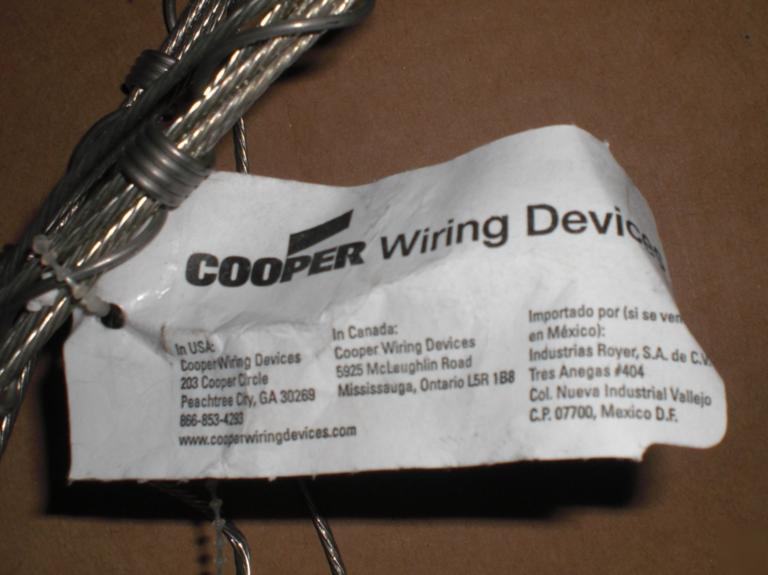 COOPER Wiring Devices
In USA:
Cooper Wiring Devices
203 Cooper Circle
Peachtree City, GA 30269
866-853-4293
www.cooperwiringdevices.com
In Canada:
Cooper Wiring Devices
5925 McLaughlin Road
Mississauga, Ontario L5R 1B8
Importado por (si se ven
en México):
Industrias Royer, S.A. de C.V.
Tres Anegas #404
Col. Nueva Industrial Vallejo
C.P. 07700, Mexico D.F.